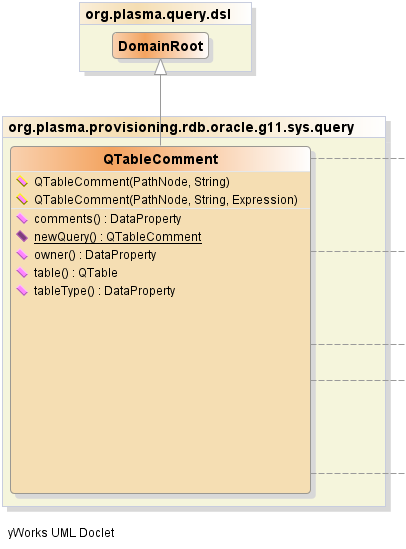 org.plasma.query.dsl
DomainRoot
org.plasma.provisioning.rdb.oracle.g11.sys.query
QTableComment
QTableComment(PathNode, String)
QTableComment(PathNode, String, Expression)
comments() : DataProperty
newQuery() : QTableComment
owner() : DataProperty
table() : QTable
tableType() : DataProperty
yWorks UML Doclet